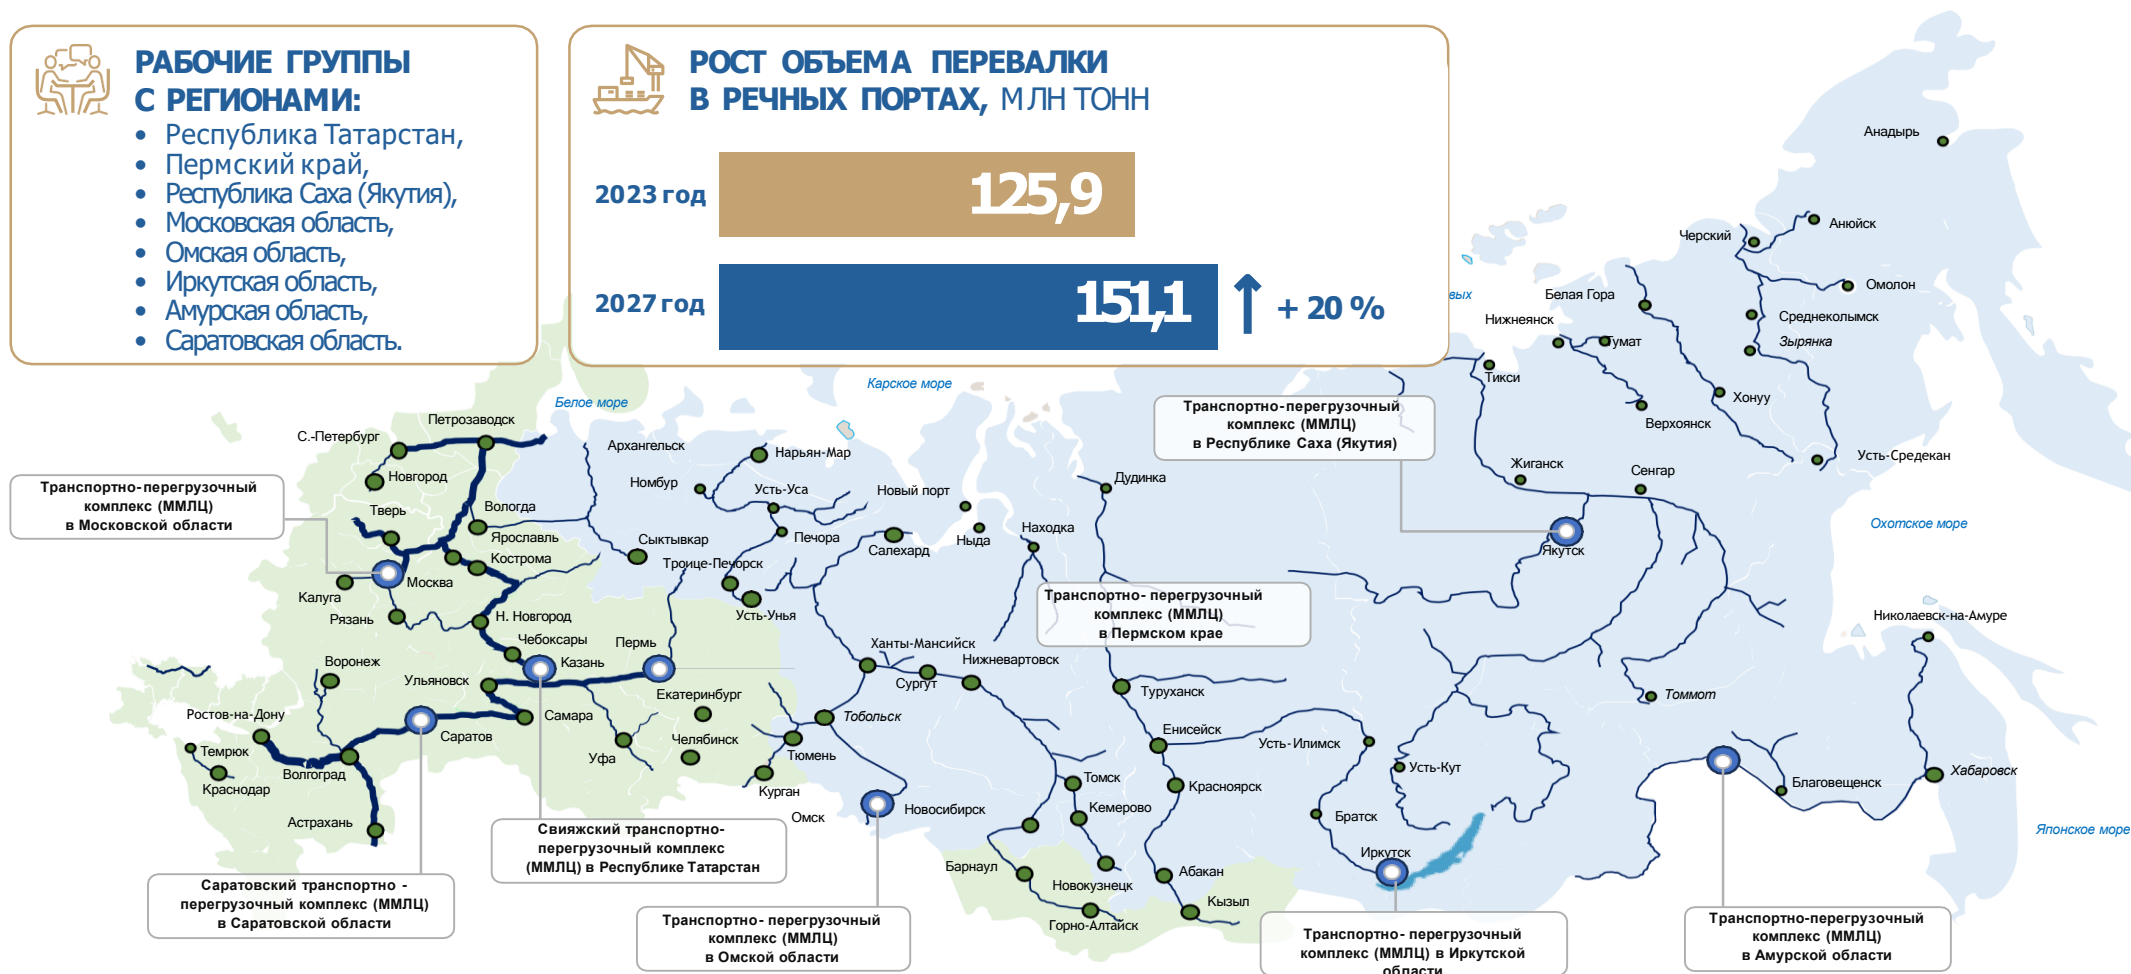 РАБОЧИЕ ГРУППЫ
С РЕГИОНАМИ:
• Республика Татарстан,
• Пермский край,
• Республика Саха (Якутия),
• Московская область,
• Омская область,
• Иркутская область,
• Амурская область,
• Саратовская область.
РОСТ ОБЪЕМА ПЕРЕВАЛКИ
В РЕЧНЫХ ПОРТАХ, МЛН ТОНН
2023 год
125,9
2027 год
151,1
+ 20 %
Анадырь
Анюйск
Черский
Омолон
вых
Белая Гора
Среднеколымск
Нижнеянск
Тумат
Зырянка
Тикси
Хонуу
Верхоянск
Карское море
Белое море
Транспортно-перегрузочный
комплекс (ММЛЦ)
в Республике Саха (Якутия)
Петрозаводск
С.-Петербург
Архангельск
Нарьян-Мар
Усть-Средекан
Жиганск
Сенгар
Новгород
Номбур
Усть-Уса
Новый порт
Дудинка
Транспортно-перегрузочный
комплекс (ММЛЦ)
в Московской области
Тверь
Вологда
Ярославль
Сыктывкар
Печора
Салехард
Ныда
Находка
Охотское море
Якутск
Кострома
Троице-Печорск
Москва
Калуга
Рязань
Н. Новгород
Усть-Унья
Транспортно- перегрузочный
комплекс (ММЛЦ)
в Пермском крае
Николаевск-на-Амуре
Чебоксары
Пермь
Ханты-Мансийск
Нижневартовск
Воронеж
Казань
Ульяновск
Сургут
Екатеринбург
Туруханск
Томмот
Ростов-на-Дону
Самара
Тобольск
Саратов
Челябинск
Енисейск
Усть-Илимск
Темрюк
Уфа
Тюмень
Усть-Кут
Волгоград
Краснодар
Курган
Томск
Красноярск
Благовещенск
Хабаровск
Астрахань
Омск
Новосибирск
Кемерово
Братск
Японское море
Свияжский транспортно-
перегрузочный комплекс
(ММЛЦ) в Республике Татарстан
Иркутск
Барнаул
Новокузнецк
Абакан
Кызыл
Горно-Алтайск
Саратовский транспортно -
перегрузочный комплекс (ММЛЦ)
в Саратовской области
Транспортно- перегрузочный
комплекс (ММЛЦ)
в Омской области
Транспортно- перегрузочный
комплекс (ММЛЦ) в Иркутской
области
Транспортно-перегрузочный
комплекс (ММЛЦ)
в Амурской области